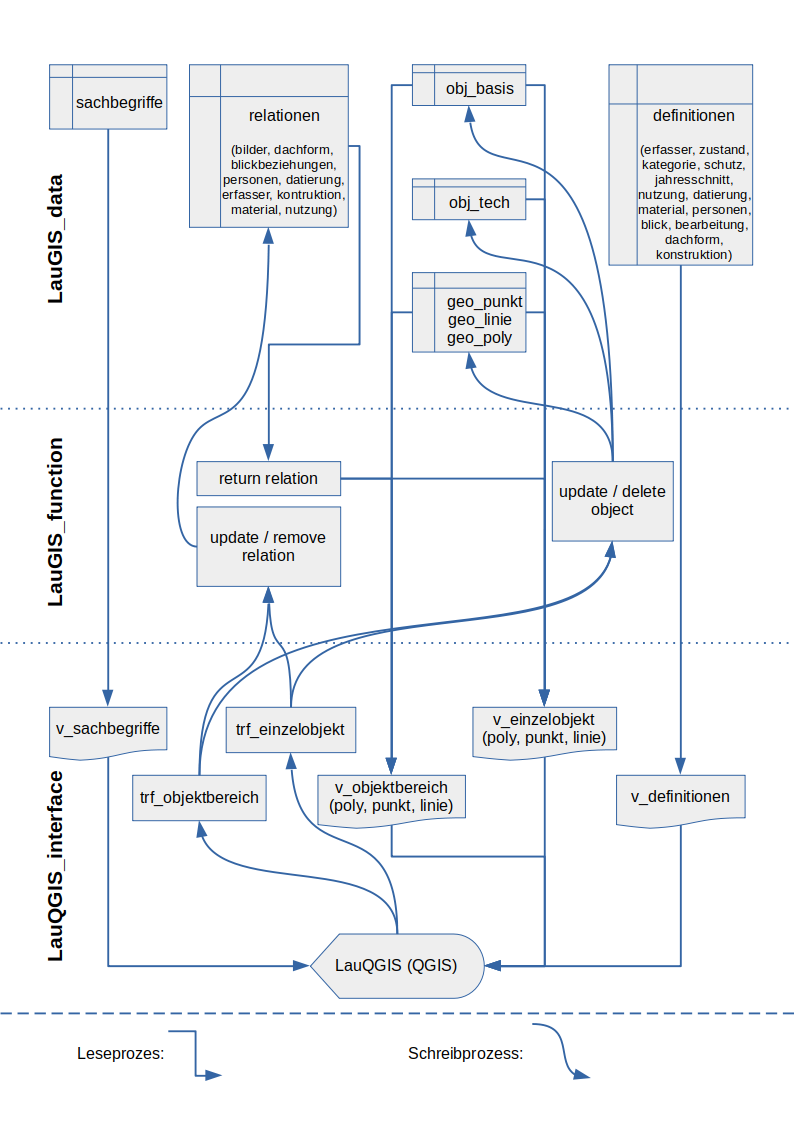 sachbegriffe
relationen
(bilder, dachform,
blickbeziehungen,
personen, datierung,
erfasser, kontruktion,
material, nutzung)
obj_basis
obj_tech
geo_punkt
geo_linie
geo_poly
definitionen
(erfasser, zustand,
kategorie, schutz,
jahresschnitt,
nutzung, datierung,
material, personen,
blick, bearbeitung,
dachform,
konstruktion)
LauGIS_data
return relation
update / remove
relation
update / delete
object
LauGIS_function
v_sachbegriffe
trf_einzelobjekt
v_einzelobjekt
(poly, punkt, linie)
trf_objektbereich
v_objektbereich
(poly, punkt, linie)
v_definitionen
LauQGIS_interface
LauQGIS (QGIS)
Leseprozes:
Schreibprozess: